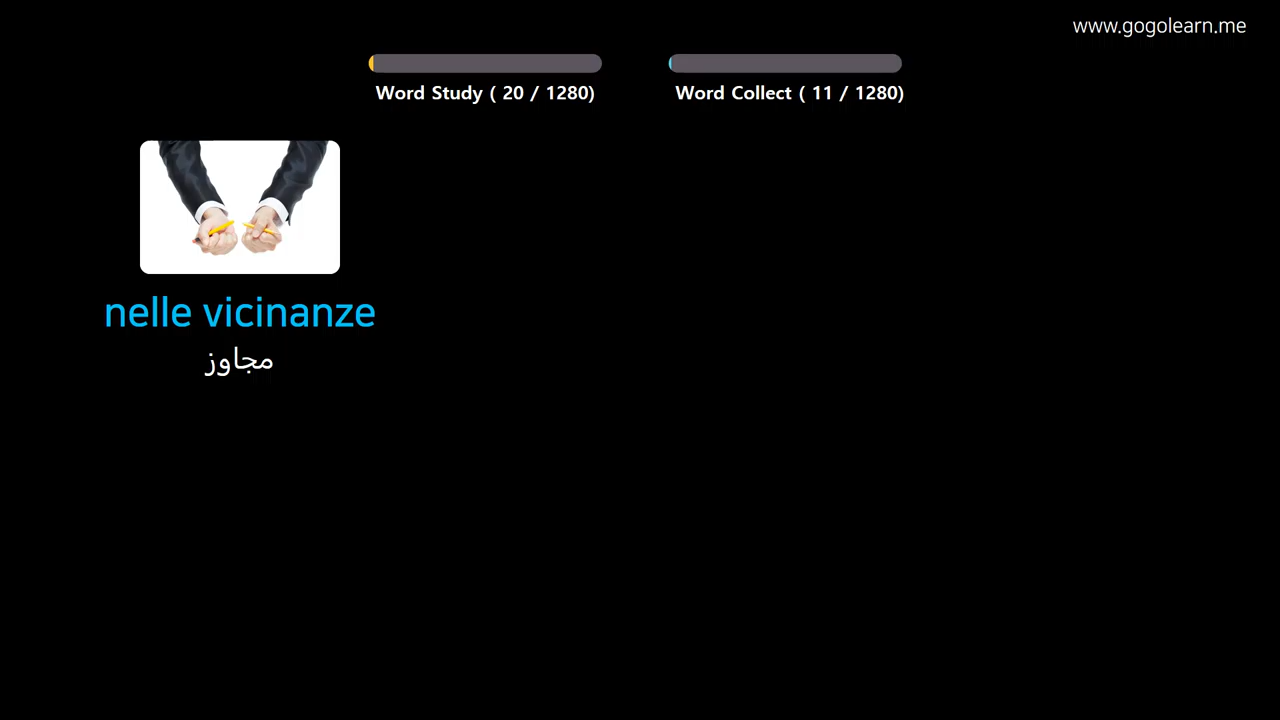 www.gogolearn.me
Word Study ( 20 / 1280)
Word Collect ( 11 / 1280)
nelle vicinanze
مجاوز